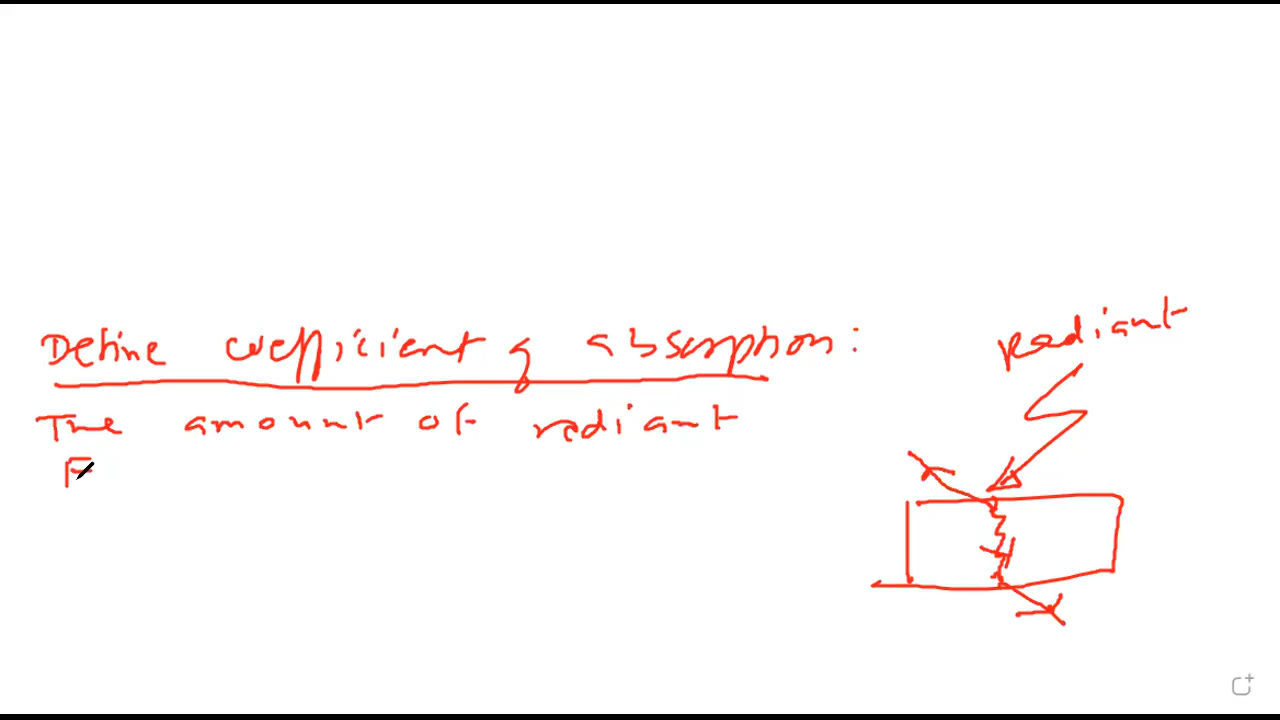 Define coefficient of absorption:
radiant
The amount of radiant
E